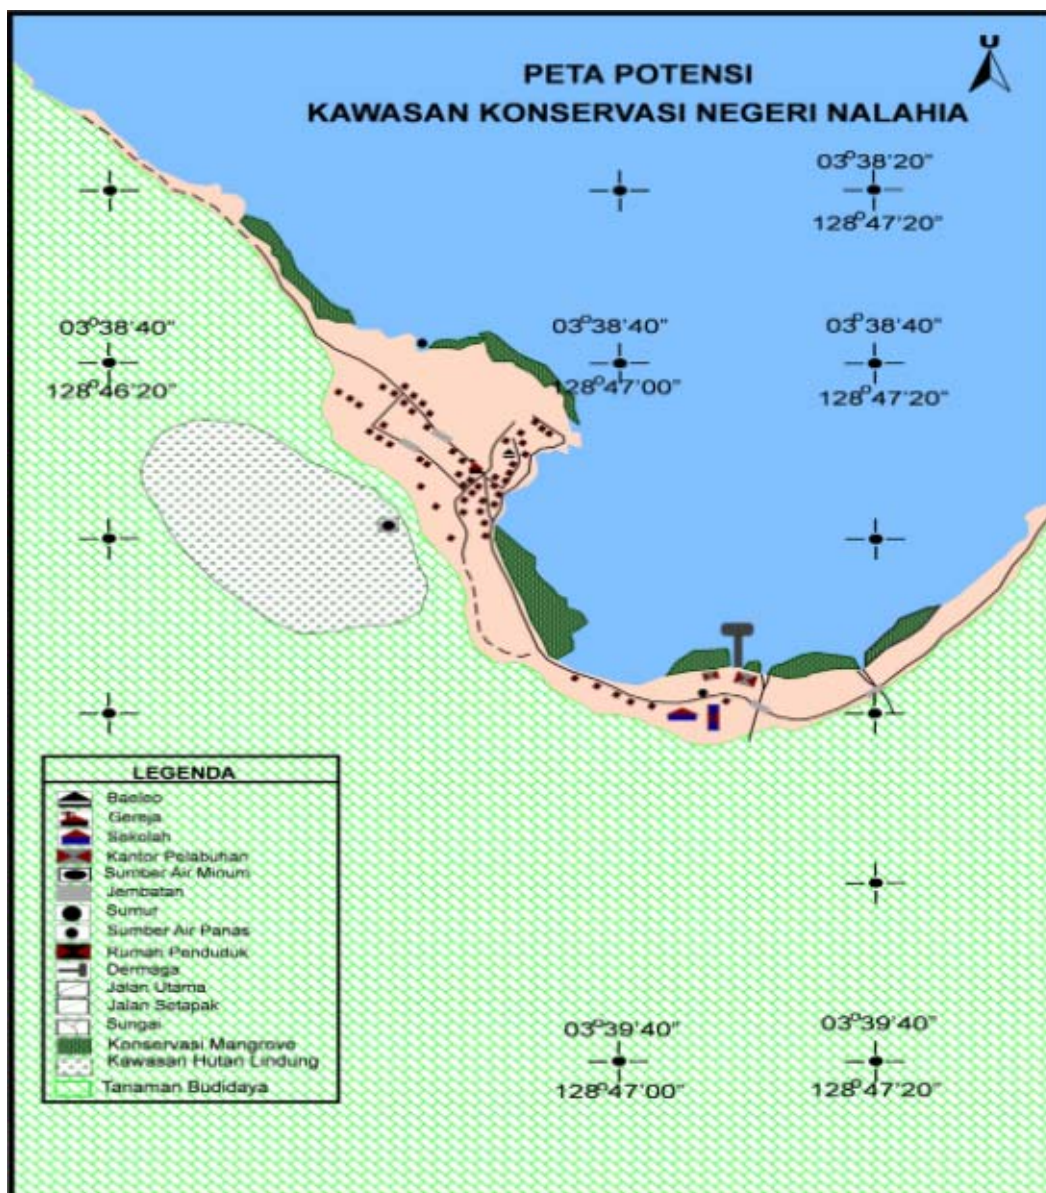 U
PETA POTENSI
KAWASAN KONSERVASI NEGERI NALAHIA
03°38'20"
128°47'20"
03°38'40"
128°46'20"
03°38'40"
128°47'00"
03°38'40"
128°47'20"
LEGENDA
Baeleo
Gereja
Sekolah
Kantor Pelabuhan
Sumber Air Minum
Jembatan
Sumur
Sumber Air Panas
Rumah Penduduk
Dermaga
Jalan Utama
Jalan Setapak
Sungai
Konservasi Mangrove
Kawasan Hutan Lindung
Tanaman Budidaya
03°39'40"
128°47'00"
03°39'40"
128°47'20"